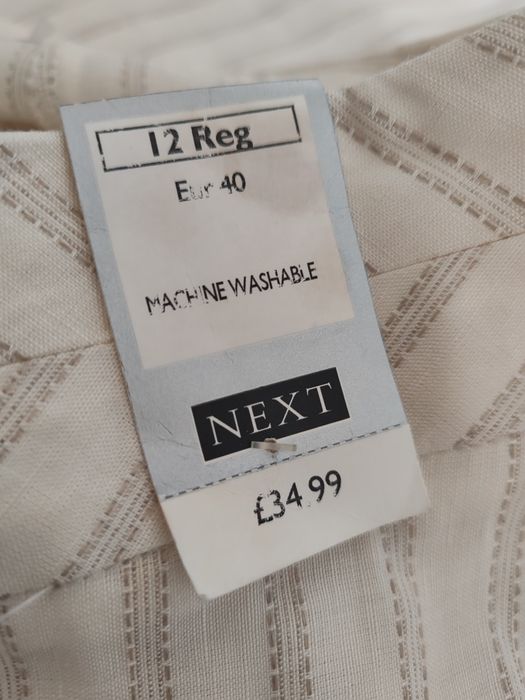 12 Reg
Eur 40
MACHINE WASHABLE
NEXT
£34.99